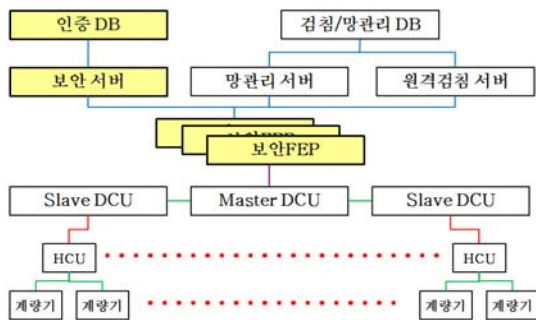 인증 DB
검침/망관리 DB
보안 서버
망관리 서버
원격검침 서버
보안FEP
Slave DCU
Master DCU
Slave DCU
HCU
HCU
계량기
계량기
계량기
계량기